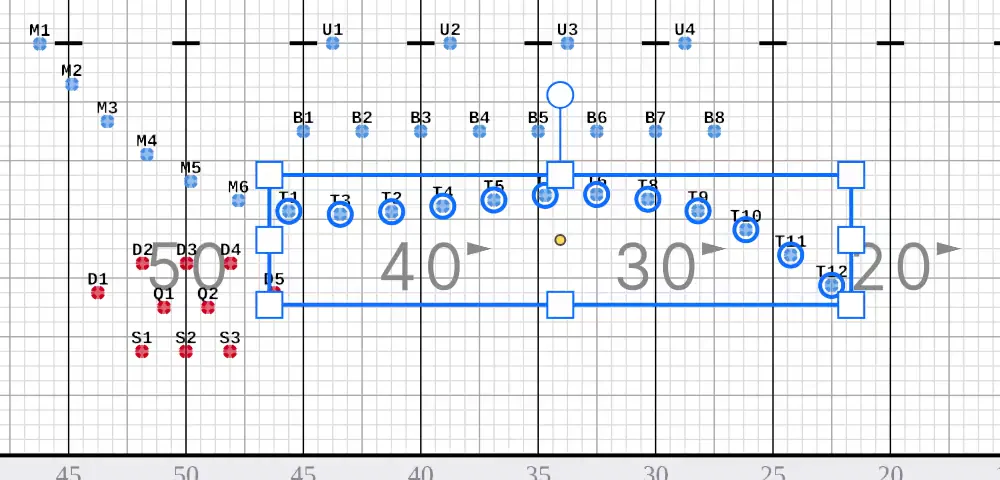 M1 U1 U2 U3 U4
M2
M3 B1 B2 B3 B4 B5 B6 B7 B8
M4
M5
M6 T1 T3 T2 T4 T5 T6 T8 T9
T10
T11
D2 D3 D4 T12
50 40 30 20
D1 D5
Q1 Q2
S1 S2 S3
45 50 45 40 35 30 25 20